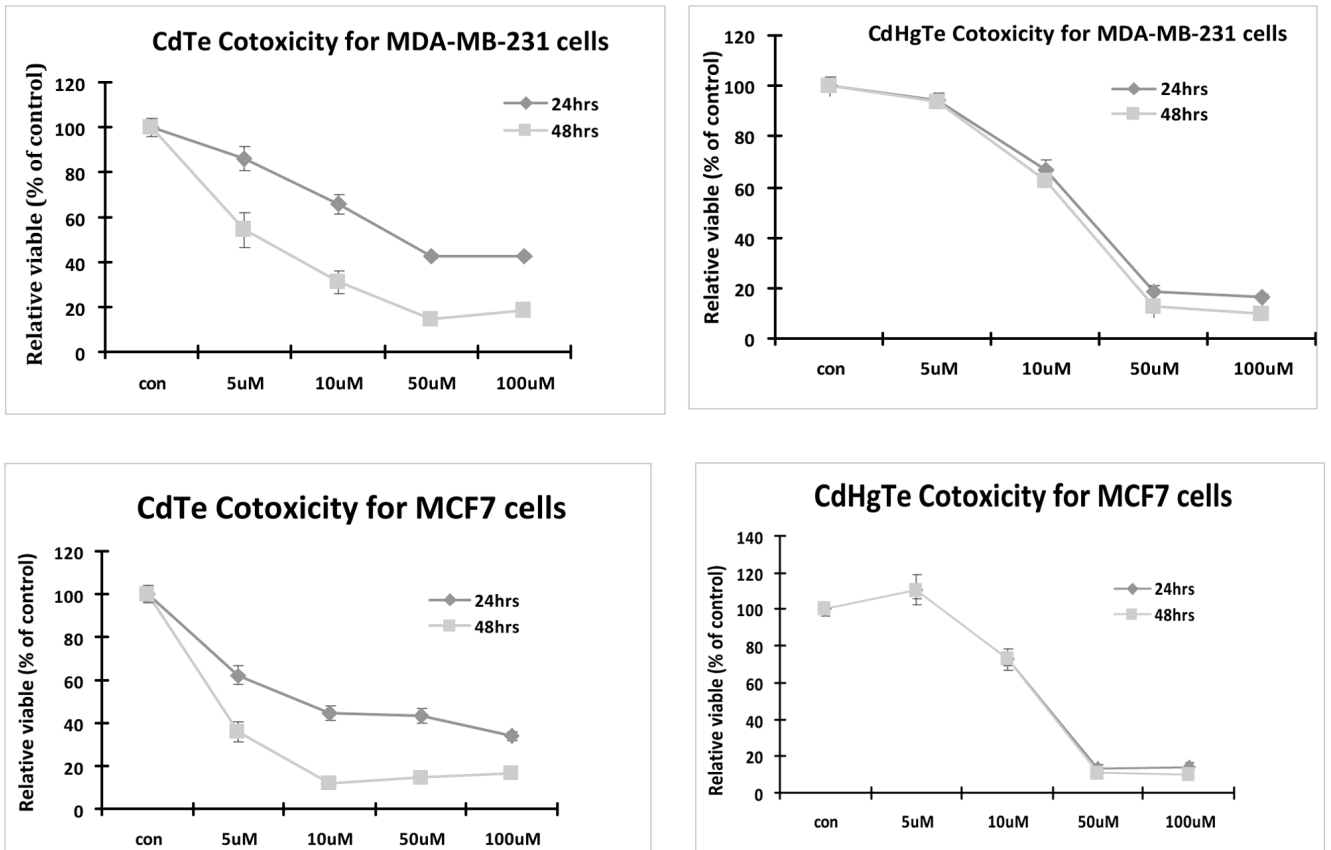 CdTe Cotoxicity for MDA-MB-231 cells
Relative viable (% of control)
120
100
80
60
40
20
0
24hrs
48hrs
con 5uM 10uM 50uM 100uM
CdHgTe Cotoxicity for MDA-MB-231 cells
Relative viable (% of control)
120
100
80
60
40
20
0
24hrs
48hrs
con 5uM 10uM 50uM 100uM
CdTe Cotoxicity for MCF7 cells
Relative viable (% of control)
120
100
80
60
40
20
0
24hrs
48hrs
con 5uM 10uM 50uM 100uM
CdHgTe Cotoxicity for MCF7 cells
Relative viable (% of control)
140
120
100
80
60
40
20
0
24hrs
48hrs
con 5uM 10uM 50uM 100uM